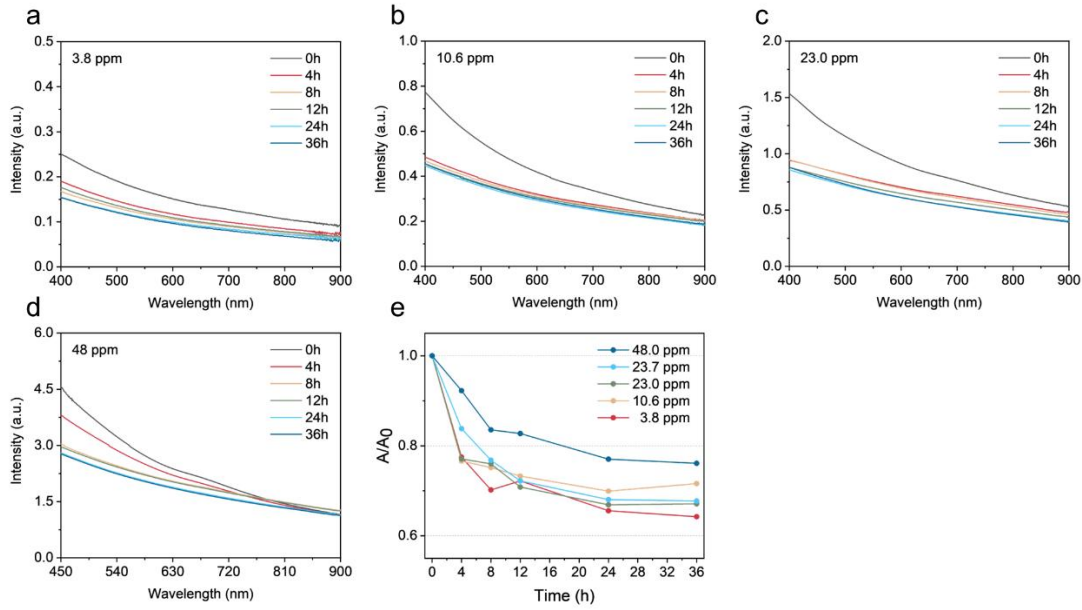 a
3.8 ppm
0h
4h
8h
12h
24h
36h
0.5
0.4
0.3
0.2
0.1
0.0
Intensity (a.u.)
400 500 600 700 800 900
Wavelength (nm)
b
10.6 ppm
0h
4h
8h
12h
24h
36h
1.0
0.8
0.6
0.4
0.2
0.0
Intensity (a.u.)
400 500 600 700 800 900
Wavelength (nm)
c
23.0 ppm
0h
4h
8h
12h
24h
36h
2.0
1.5
1.0
0.5
0.0
Intensity (a.u.)
400 500 600 700 800 900
Wavelength (nm)
d
48 ppm
0h
4h
8h
12h
24h
36h
6.0
4.5
3.0
1.5
0.0
Intensity (a.u.)
450 540 630 720 810 900
Wavelength (nm)
e
48.0 ppm
23.7 ppm
23.0 ppm
10.6 ppm
3.8 ppm
1.0
0.8
0.6
A/A0
0 4 8 12 16 20 24 28 32 36
Time (h)